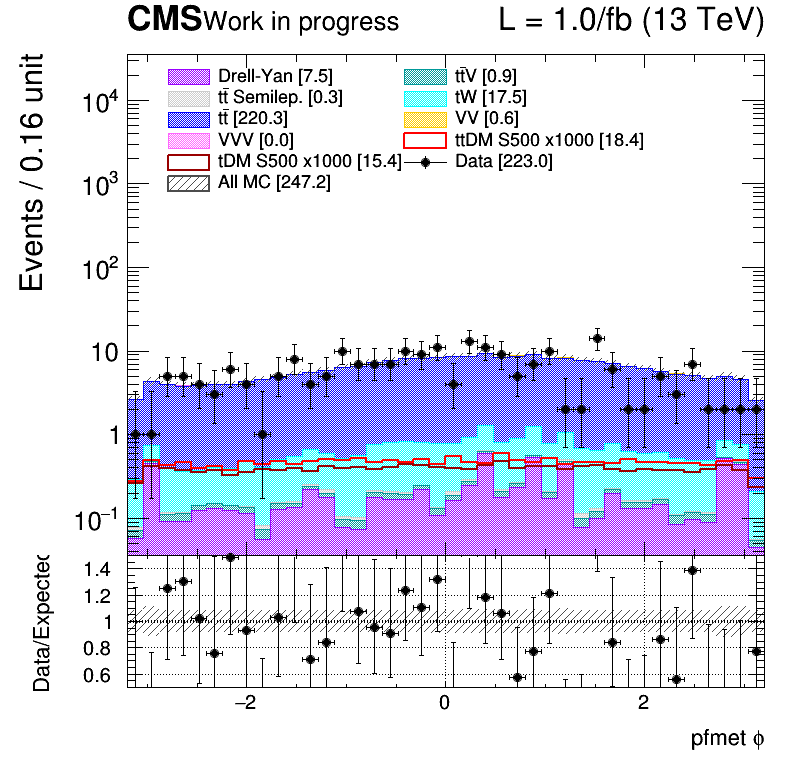 CMS Work in progress L = 1.0/fb (13 TeV)
Events / 0.16 unit
Drell-Yan [7.5] tt̄V [0.9]
tt̄ Semilep. [0.3] tW [17.5]
tt̄ [220.3] VV [0.6]
VVV [0.0] ttDM S500 x1000 [18.4]
tDM S500 x1000 [15.4] Data [223.0]
All MC [247.2]
10⁴
10³
10²
10
1
10⁻¹
Data/Expected
1.4
1.2
1
0.8
0.6
−2 0 2
pfmet ϕ